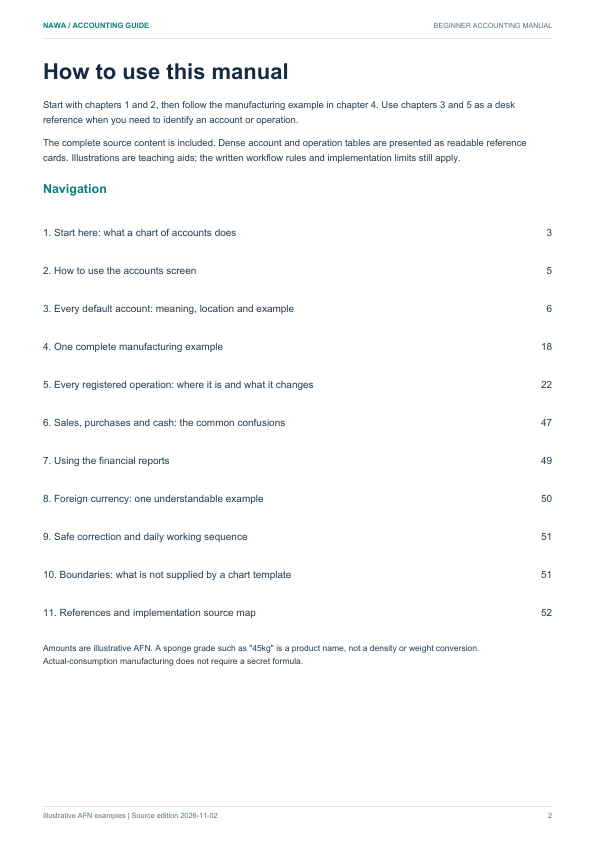 NAWA / ACCOUNTING GUIDE
BEGINNER ACCOUNTING MANUAL
How to use this manual
Start with chapters 1 and 2, then follow the manufacturing example in chapter 4. Use chapters 3 and 5 as a desk
reference when you need to identify an account or operation.
The complete source content is included. Dense account and operation tables are presented as readable reference
cards. Illustrations are teaching aids; the written workflow rules and implementation limits still apply.
Navigation
1. Start here: what a chart of accounts does 3
2. How to use the accounts screen 5
3. Every default account: meaning, location and example 6
4. One complete manufacturing example 18
5. Every registered operation: where it is and what it changes 22
6. Sales, purchases and cash: the common confusions 47
7. Using the financial reports 49
8. Foreign currency: one understandable example 50
9. Safe correction and daily working sequence 51
10. Boundaries: what is not supplied by a chart template 51
11. References and implementation source map 52
Amounts are illustrative AFN. A sponge grade such as "45kg" is a product name, not a density or weight conversion.
Actual-consumption manufacturing does not require a secret formula.
Illustrative AFN examples | Source edition 2026-11-02 2